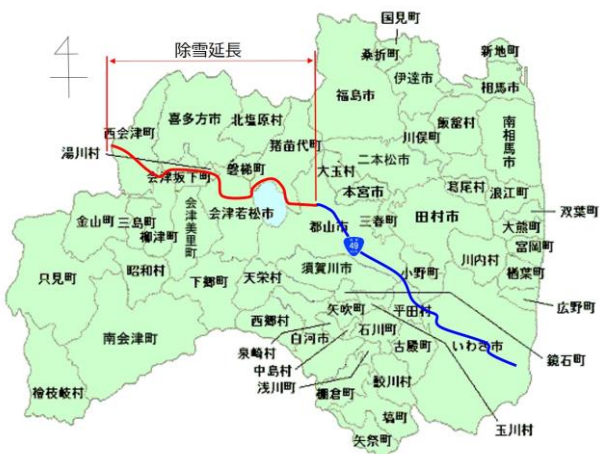 国見町
除雪延長
桑折町
新地町
伊達市
相馬市
福島市
喜多方市
北塩原村
飯舘村
南相馬市
西会津町
川俣町
猪苗代町
湯川村
二本松市
磐梯町
大玉村
会津坂下町
本宮市
葛尾村
浪江町
会津美里町
会津若松市
双葉町
金山町
三島町
郡山市
三春町
田村市
大熊町
柳津町
49
富岡町
川内村
昭和村
須賀川市
小野町
楢葉町
只見町
下郷町
天栄村
広野町
矢吹町
平田村
西郷村
石川町
南会津町
白河市
古殿町
いわき市
泉崎村
鏡石町
中島村
浅川町
鮫川村
檜枝岐村
棚倉町
塙町
玉川村
矢祭町